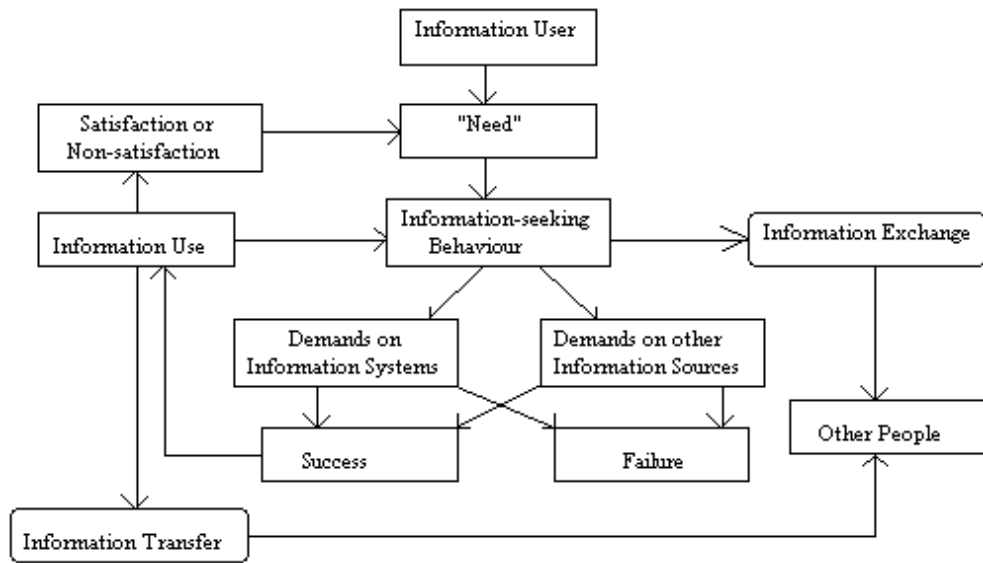 Information User
Satisfaction or
Non-satisfaction
"Need"
Information Use
Information-seeking
Behaviour
Information Exchange
Demands on
Information Systems
Demands on other
Information Sources
Success
Failure
Other People
Information Transfer